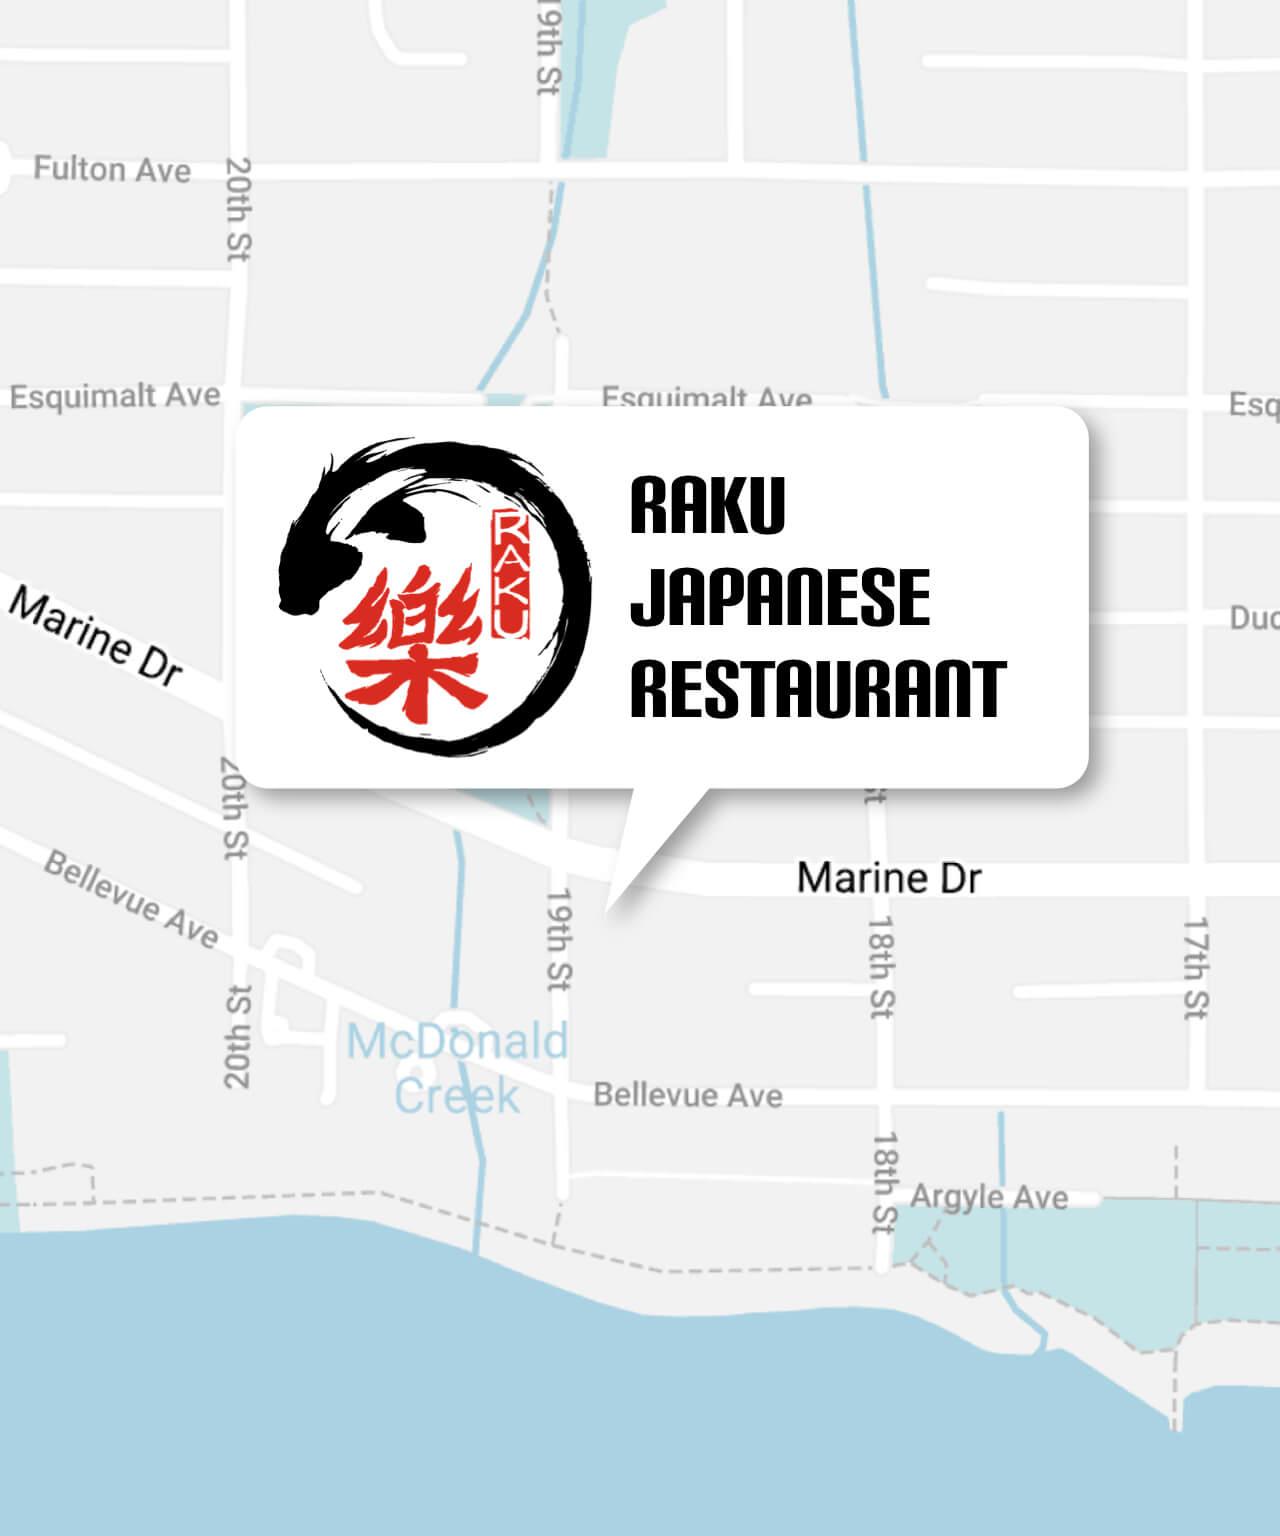 19th St
Fulton Ave
20th St
Esquimalt Ave
Esquimalt Ave
Esq
RAKU
樂
RAKU
JAPANESE
RESTAURANT
Marine Dr
Duc
20th St
St
Bellevue Ave
Marine Dr
19th St
18th St
17th St
20th St
McDonald
Creek
Bellevue Ave
18th St
Argyle Ave